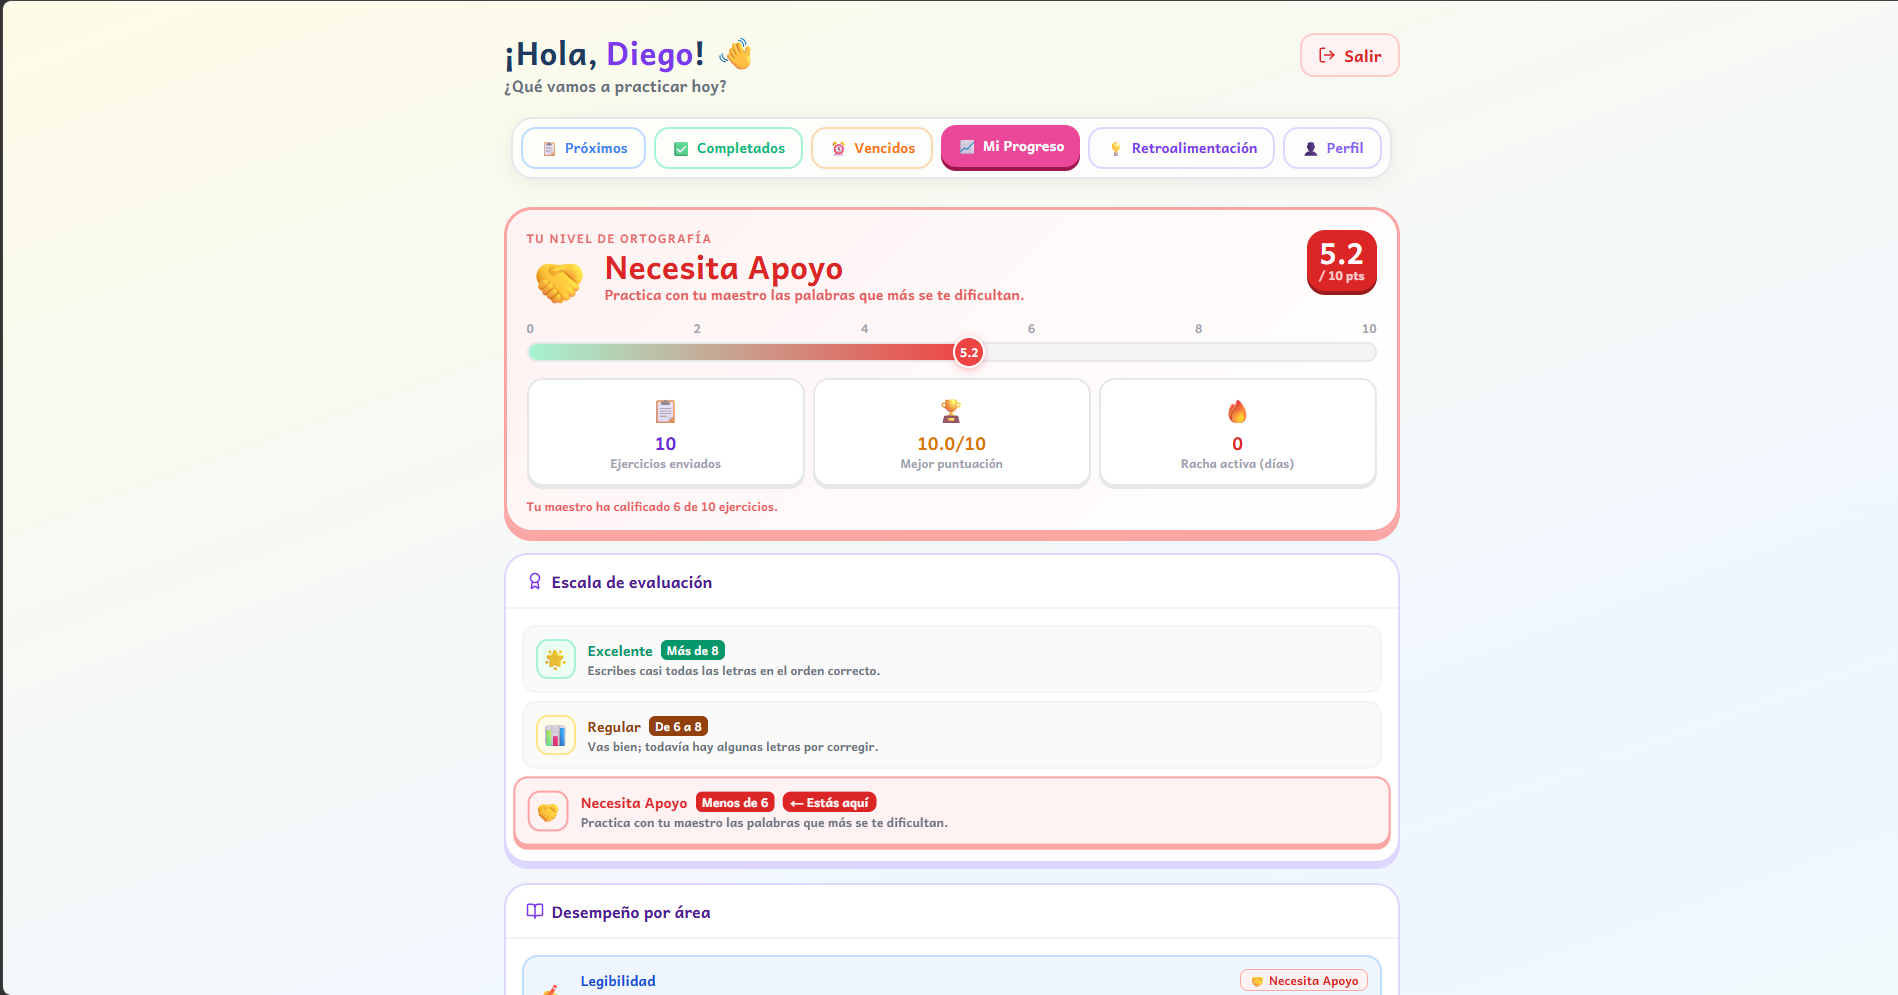 ¡Hola, Diego!
¿Qué vamos a practicar hoy?
Salir
Próximos
Completados
Vencidos
Mi Progreso
Retroalimentación
Perfil
TU NIVEL DE ORTOGRAFÍA
Necesita Apoyo
Practica con tu maestro las palabras que más se te dificultan.
5.2
/ 10 pts
0 2 4 6 8 10
5.2
10
Ejercicios enviados
10.0/10
Mejor puntuación
0
Racha activa (días)
Tu maestro ha calificado 6 de 10 ejercicios.
Escala de evaluación
Excelente Más de 8
Escribes casi todas las letras en el orden correcto.
Regular De 6 a 8
Vas bien; todavía hay algunas letras por corregir.
Necesita Apoyo Menos de 6 ← Estás aquí
Practica con tu maestro las palabras que más se te dificultan.
Desempeño por área
Legibilidad
Necesita Apoyo